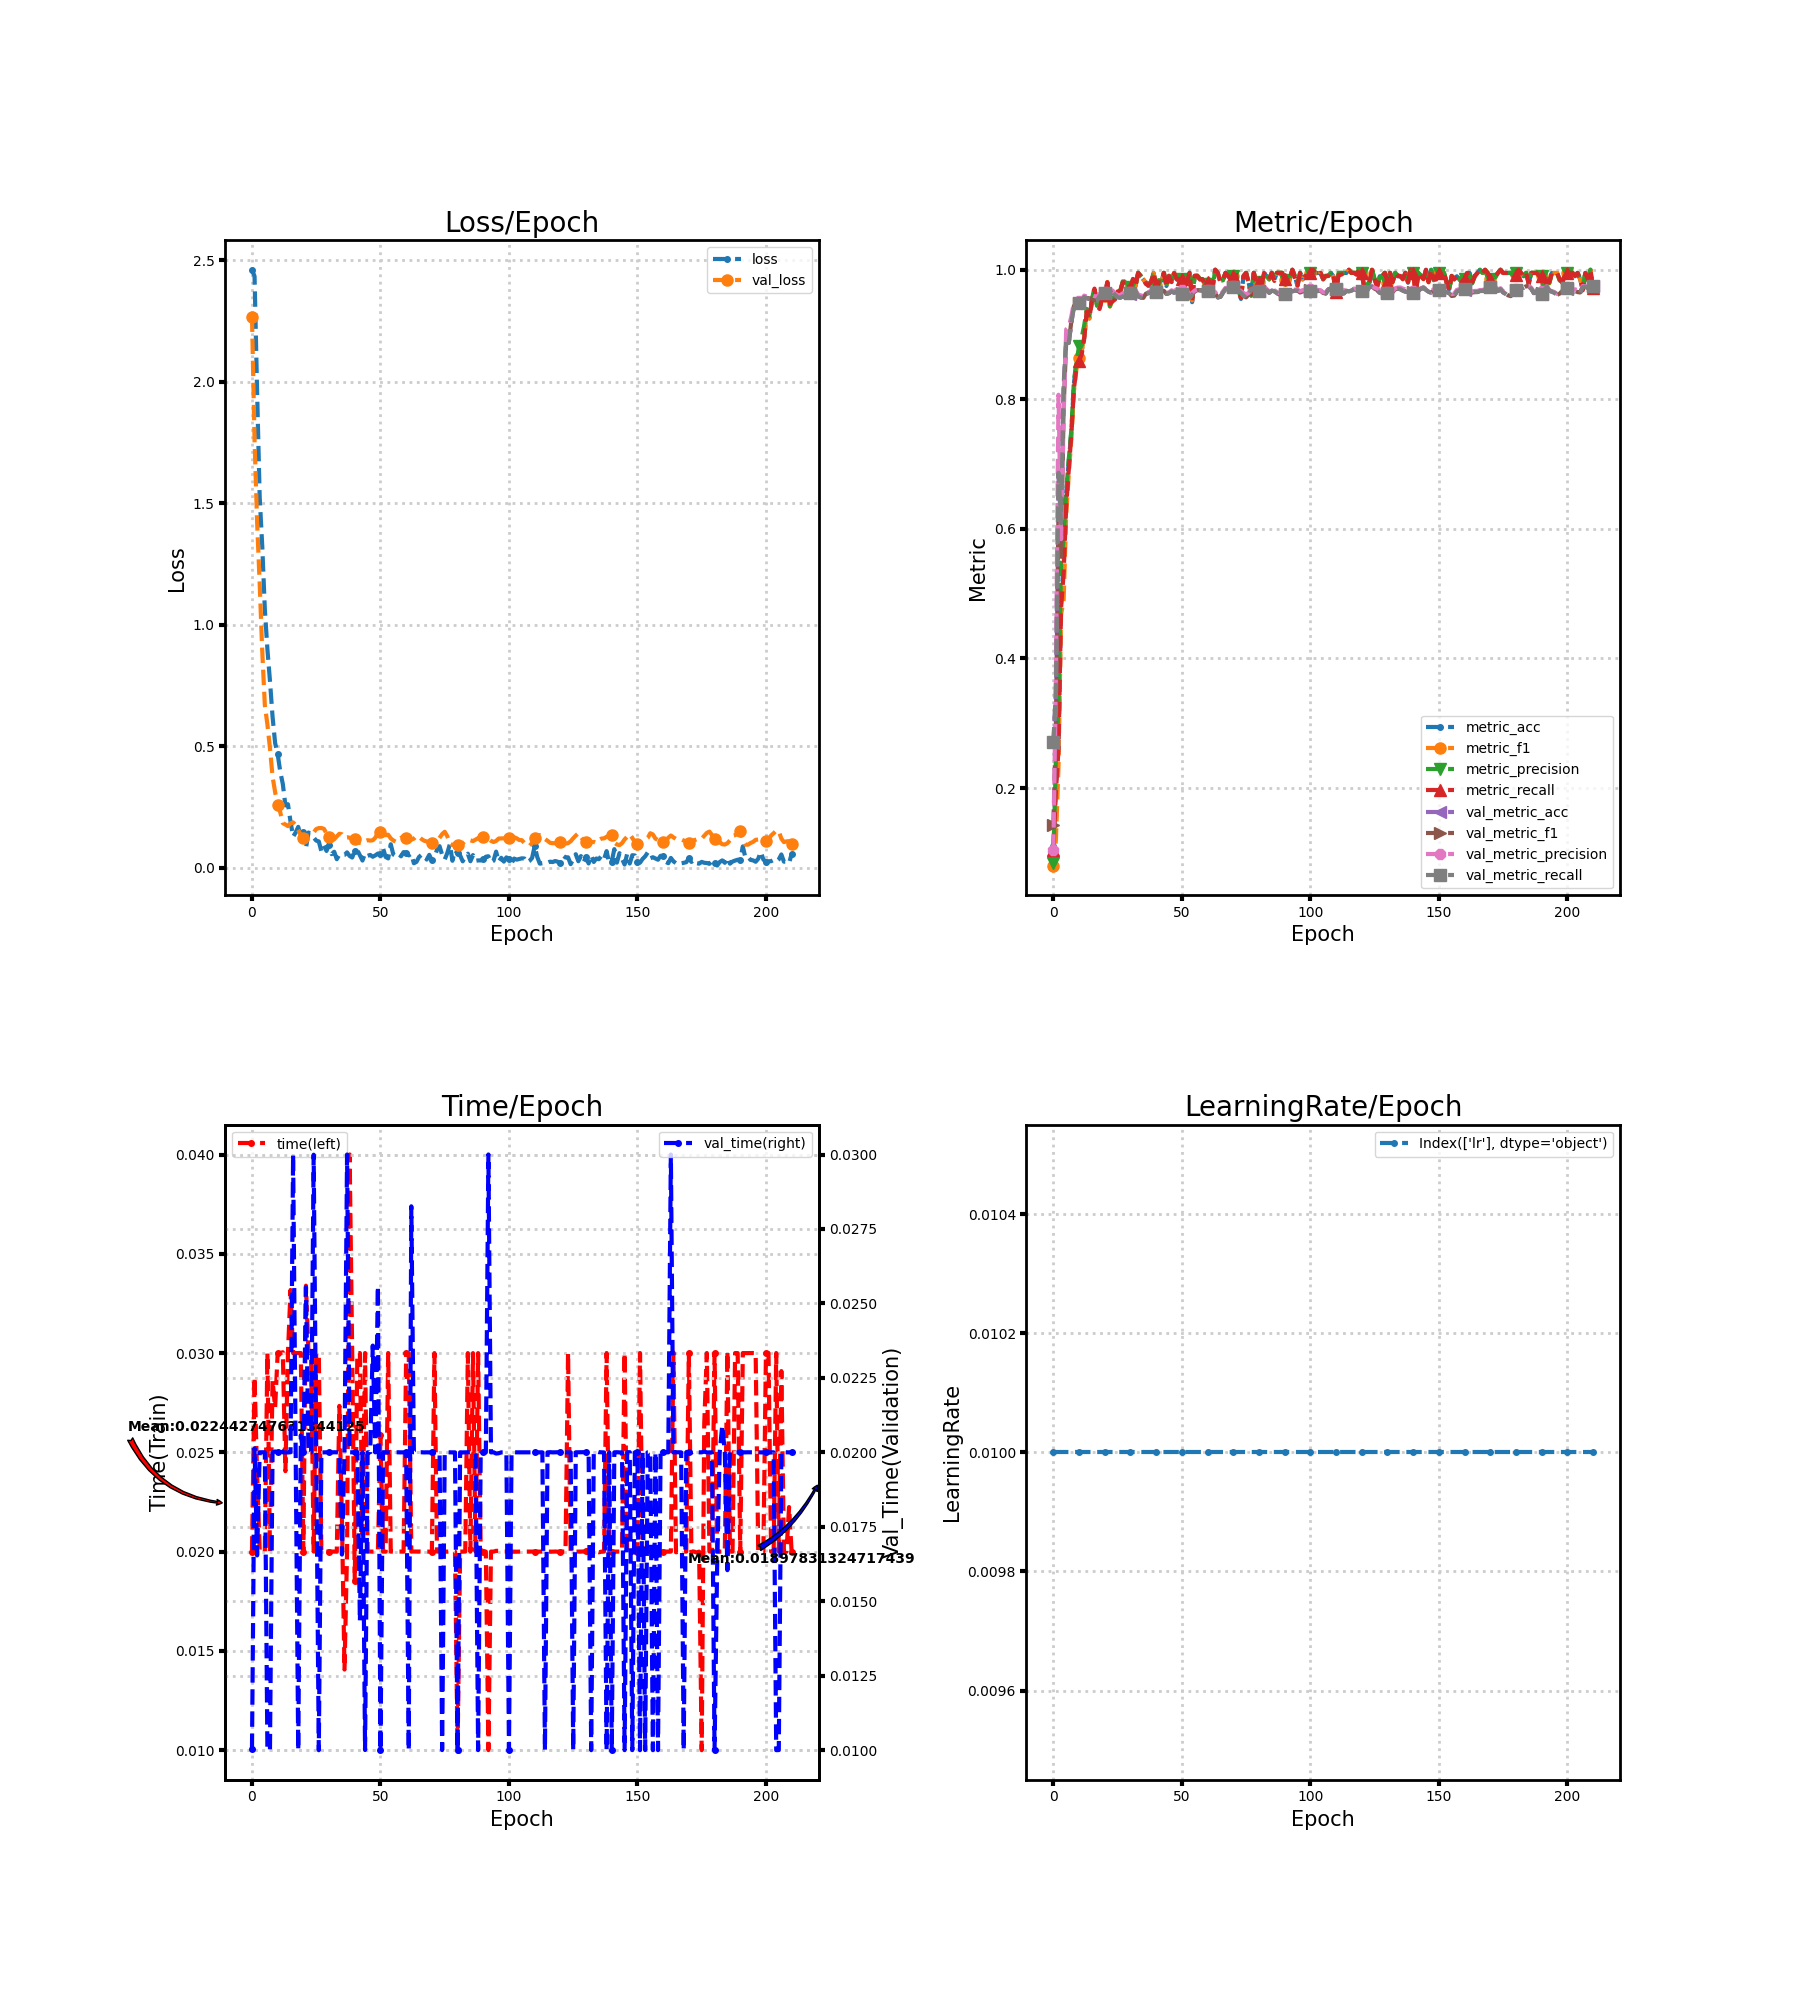 Loss/Epoch
2.5
2.0
1.5
1.0
0.5
0.0
Loss
loss
val_loss
0 50 100 150 200
Epoch
Metric/Epoch
1.0
0.8
0.6
0.4
0.2
Metric
metric_acc
metric_f1
metric_precision
metric_recall
val_metric_acc
val_metric_f1
val_metric_precision
val_metric_recall
0 50 100 150 200
Epoch
Time/Epoch
time(left)
val_time(right)
0.040
0.035
0.030
0.025
0.020
0.015
0.010
Time(Train)
0.0300
0.0275
0.0250
0.0225
0.0200
0.0175
0.0150
0.0125
0.0100
Val_Time(Validation)
Mean:0.01897831324717439
0 50 100 150 200
Epoch
LearningRate/Epoch
Index(['lr'], dtype='object')
0.0104
0.0102
0.0100
0.0098
0.0096
LearningRate
0 50 100 150 200
Epoch